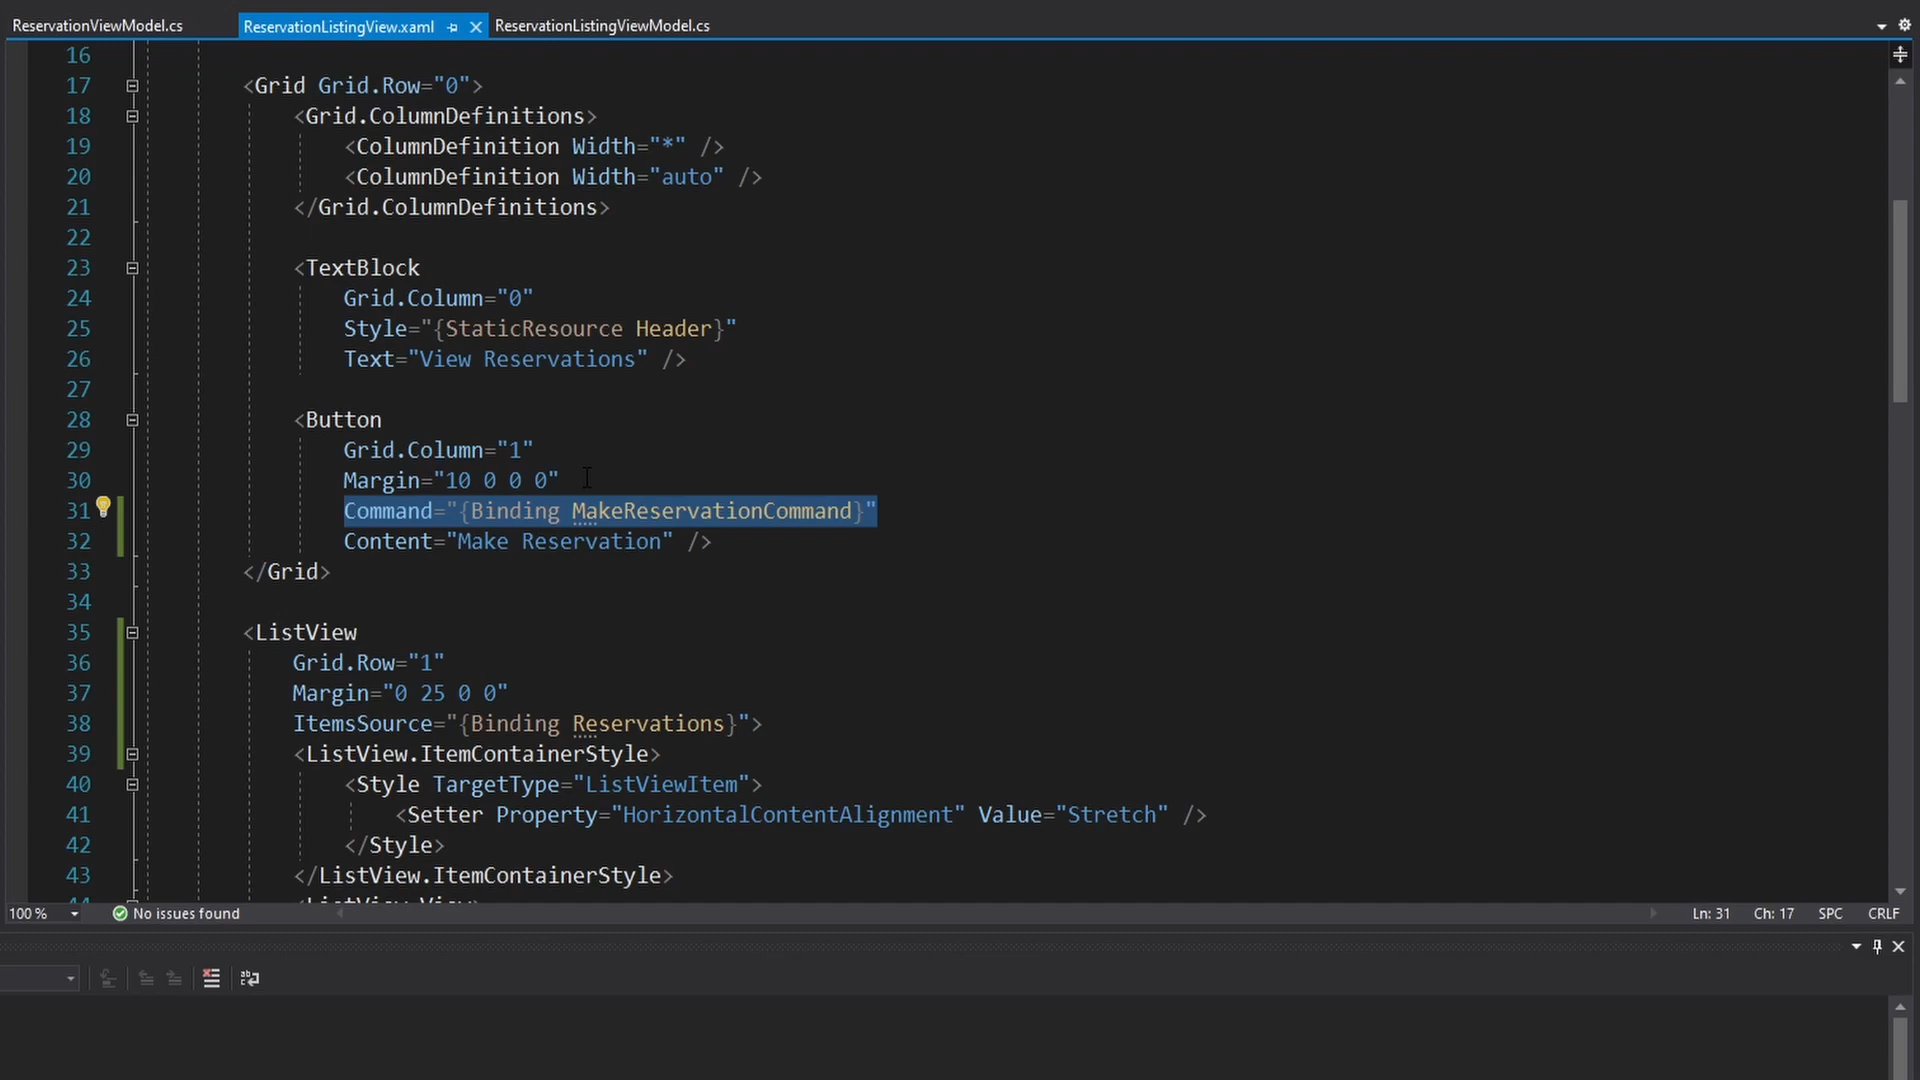 ReservationViewModel.cs
ReservationListingView.xaml
ReservationListingViewModel.cs
16
17 <Grid Grid.Row="0">
18 <Grid.ColumnDefinitions>
19 <ColumnDefinition Width="*" />
20 <ColumnDefinition Width="auto" />
21 </Grid.ColumnDefinitions>
22
23 <TextBlock
24 Grid.Column="0"
25 Style="{StaticResource Header}"
26 Text="View Reservations" />
27
28 <Button
29 Grid.Column="1"
30 Margin="10 0 0 0"
31 Command="{Binding MakeReservationCommand}"
32 Content="Make Reservation" />
33 </Grid>
34
35 <ListView
36 Grid.Row="1"
37 Margin="0 25 0 0"
38 ItemsSource="{Binding Reservations}">
39 <ListView.ItemContainerStyle>
40 <Style TargetType="ListViewItem">
41 <Setter Property="HorizontalContentAlignment" Value="Stretch" />
42 </Style>
43 </ListView.ItemContainerStyle>
44 <ListView.View>
100 % No issues found Ln: 31 Ch: 17 SPC CRLF